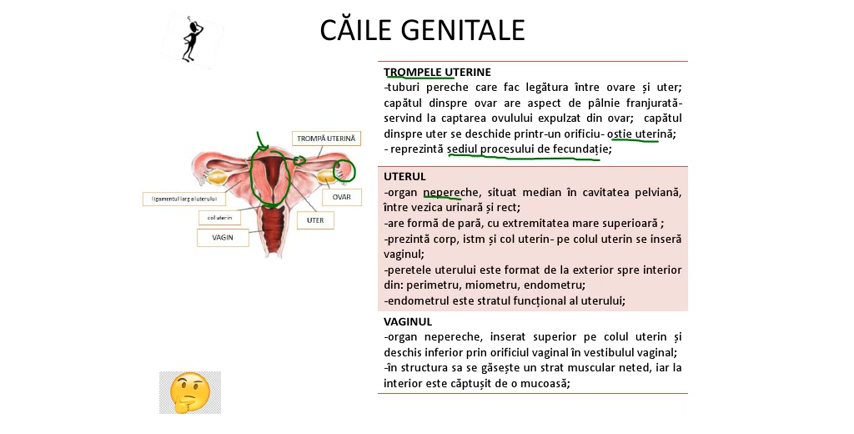 CĂILE GENITALE
TROMPELE UTERINE
-tuburi pereche care fac legătura între ovare și uter;
capătul dinspre ovar are aspect de pâlnie franjurată-
servind la captarea ovulului expulzat din ovar; capătul
dinspre uter se deschide printr-un orificiu- ostie uterină;
- reprezintă sediul procesului de fecundație;
TROMPĂ UTERINĂ
ligamentul larg al uterului
OVAR
col uterin
UTER
VAGIN
UTERUL
-organ nepereche, situat median în cavitatea pelviană,
între vezica urinară și rect;
-are formă de pară, cu extremitatea mare superioară ;
-prezintă corp, istm și col uterin- pe colul uterin se inseră
vaginul;
-peretele uterului este format de la exterior spre interior
din: perimetru, miometru, endometru;
-endometrul este stratul funcțional al uterului;
VAGINUL
-organ nepereche, inserat superior pe colul uterin și
deschis inferior prin orificiul vaginal în vestibulul vaginal;
-în structura sa se găsește un strat muscular neted, iar la
interior este căptușit de o mucoasă;